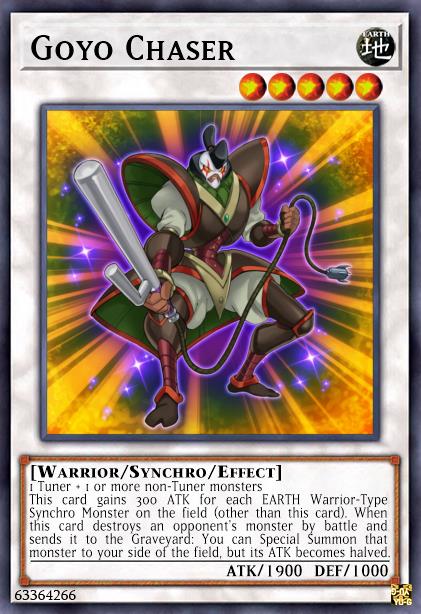 Goyo Chaser
EARTH
地
[Warrior/Synchro/Effect]
1 Tuner + 1 or more non-Tuner monsters
This card gains 300 ATK for each EARTH Warrior-Type
Synchro Monster on the field (other than this card). When
this card destroys an opponent's monster by battle and
sends it to the Graveyard: You can Special Summon that
monster to your side of the field, but its ATK becomes halved.
ATK/1900 DEF/1000
63364266